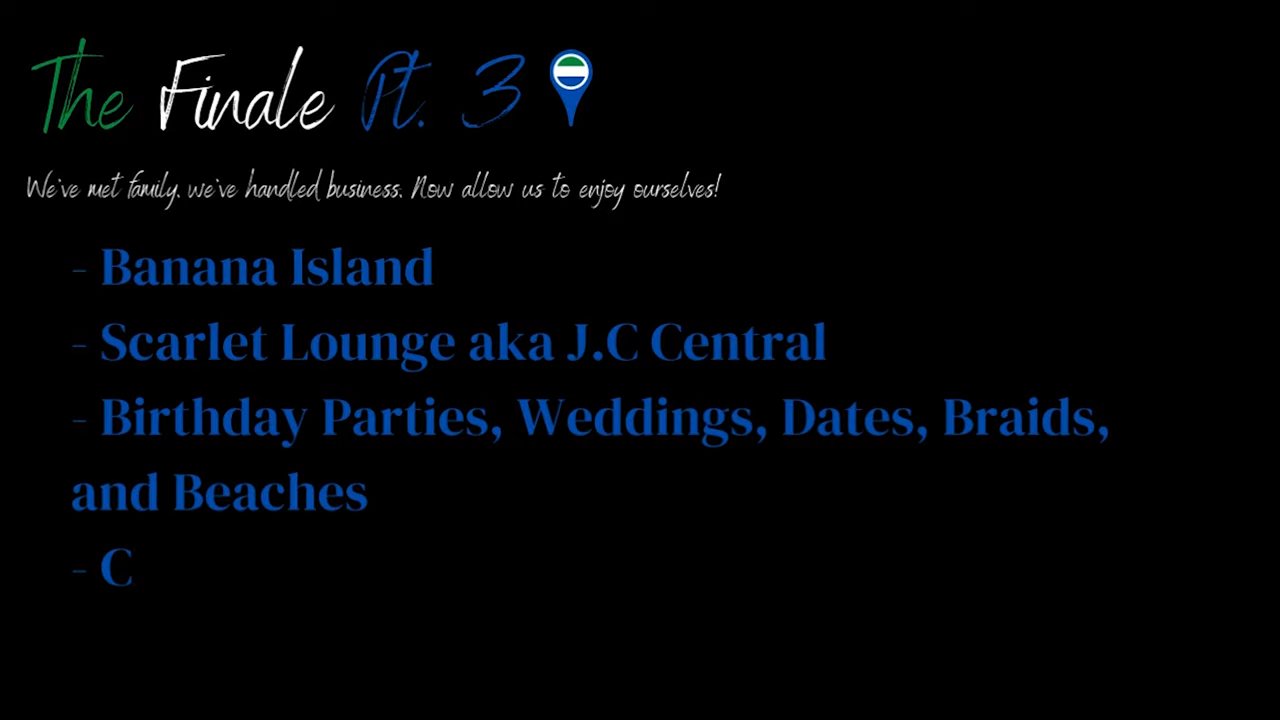 The Finale Pt. 3
We've met family, we've handled business. Now allow us to enjoy ourselves!
- Banana Island
- Scarlet Lounge aka J.C Central
- Birthday Parties, Weddings, Dates, Braids,
and Beaches
- C